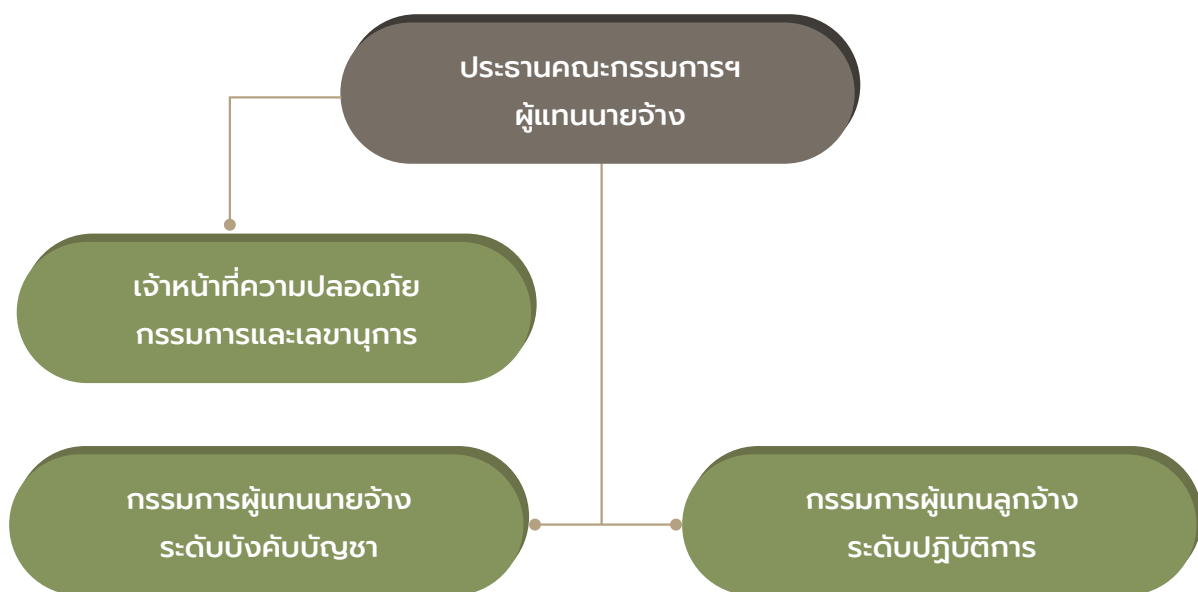 ประธานคณะกรรมการฯ
ผู้แทนนายจ้าง
เจ้าหน้าที่ความปลอดภัย
กรรมการและเลขานุการ
กรรมการผู้แทนนายจ้าง
ระดับบังคับบัญชา
กรรมการผู้แทนลูกจ้าง
ระดับปฏิบัติการ